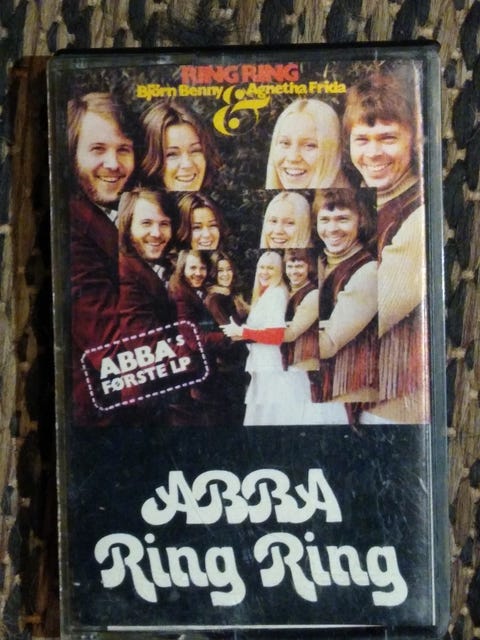 RING RING
Björn Benny & Agnetha Frida
ABBA's
FØRSTE LP
ABBA
Ring Ring